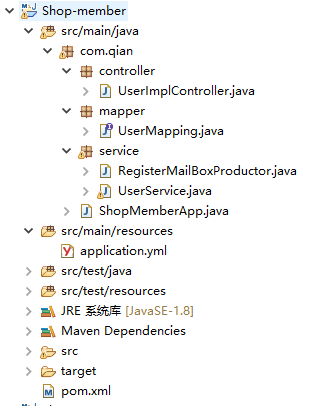 Shop-member
src/main/java
com.qian
controller
UserImplController.java
mapper
UserMapping.java
service
RegisterMailBoxProductor.java
UserService.java
ShopMemberApp.java
src/main/resources
application.yml
src/test/java
src/test/resources
JRE 系统库 [JavaSE-1.8]
Maven Dependencies
src
target
pom.xml